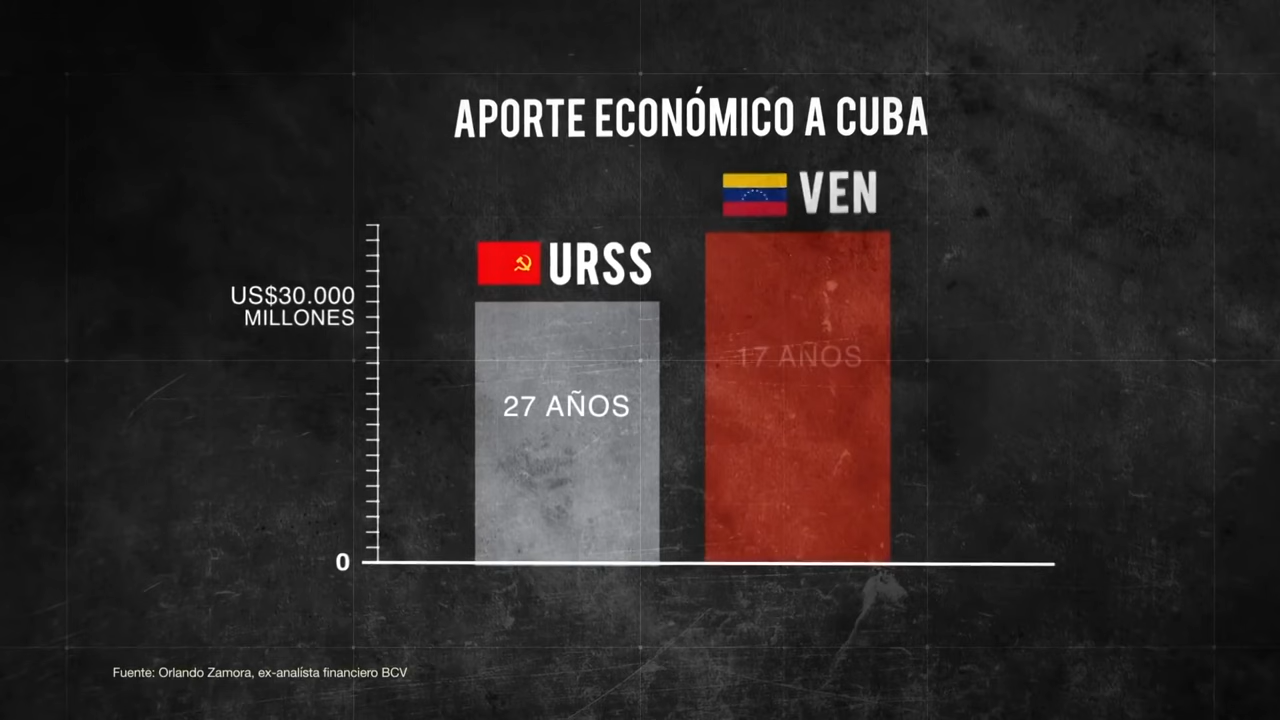 APORTE ECONÓMICO A CUBA
VEN
URSS
US$30.000
MILLONES
17 AÑOS
27 AÑOS
0
Fuente: Orlando Zamora, ex-analísta financiero BCV